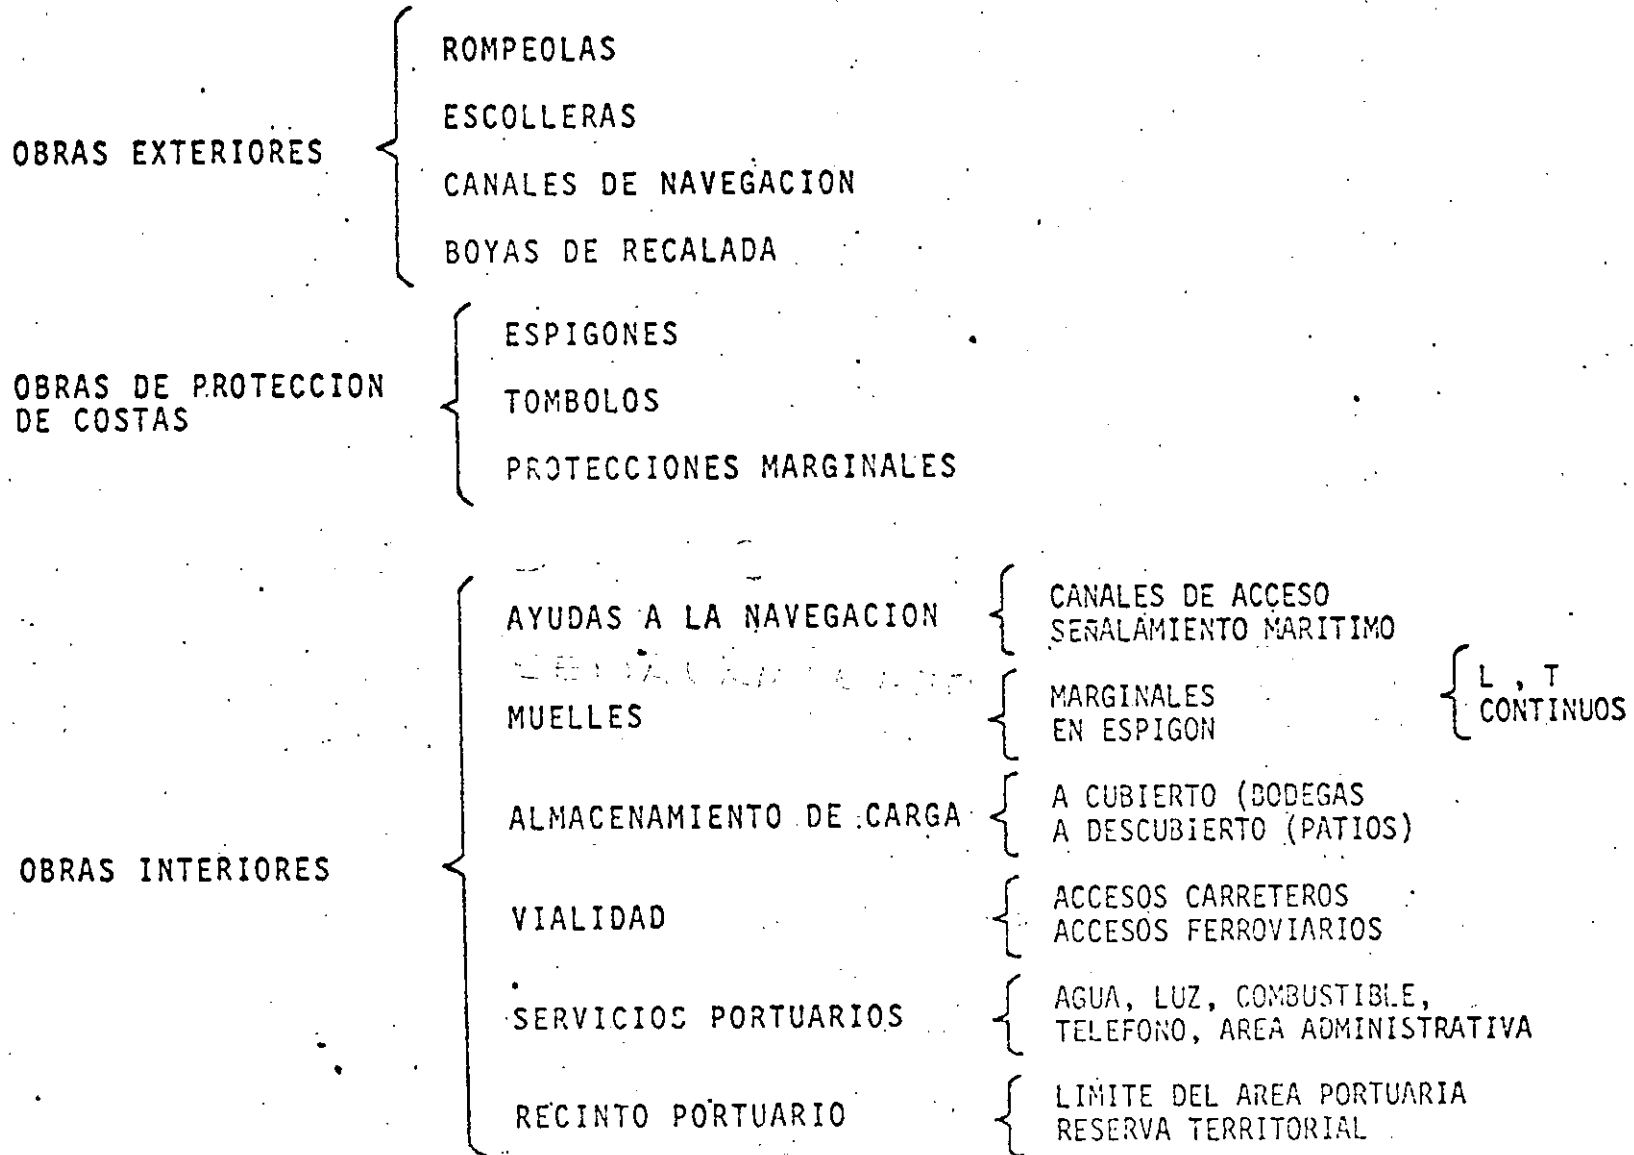 OBRAS EXTERIORES
ROMPEOLAS
ESCOLLERAS
CANALES DE NAVEGACION
BOYAS DE RECALADA
OBRAS DE PROTECCION
DE COSTAS
ESPIGONES
TOMBOLOS
PROTECCIONES MARGINALES
OBRAS INTERIORES
AYUDAS A LA NAVEGACION
CANALES DE ACCESO
SEÑALAMIENTO MARITIMO
MUELLES
MARGINALES
EN ESPIGON
L , T
CONTINUOS
ALMACENAMIENTO DE CARGA
A CUBIERTO (BODEGAS
A DESCUBIERTO (PATIOS)
VIALIDAD
ACCESOS CARRETEROS
ACCESOS FERROVIARIOS
SERVICIOS PORTUARIOS
AGUA, LUZ, COMBUSTIBLE,
TELEFONO, AREA ADMINISTRATIVA
RECINTO PORTUARIO
LIMITE DEL AREA PORTUARIA
RESERVA TERRITORIAL